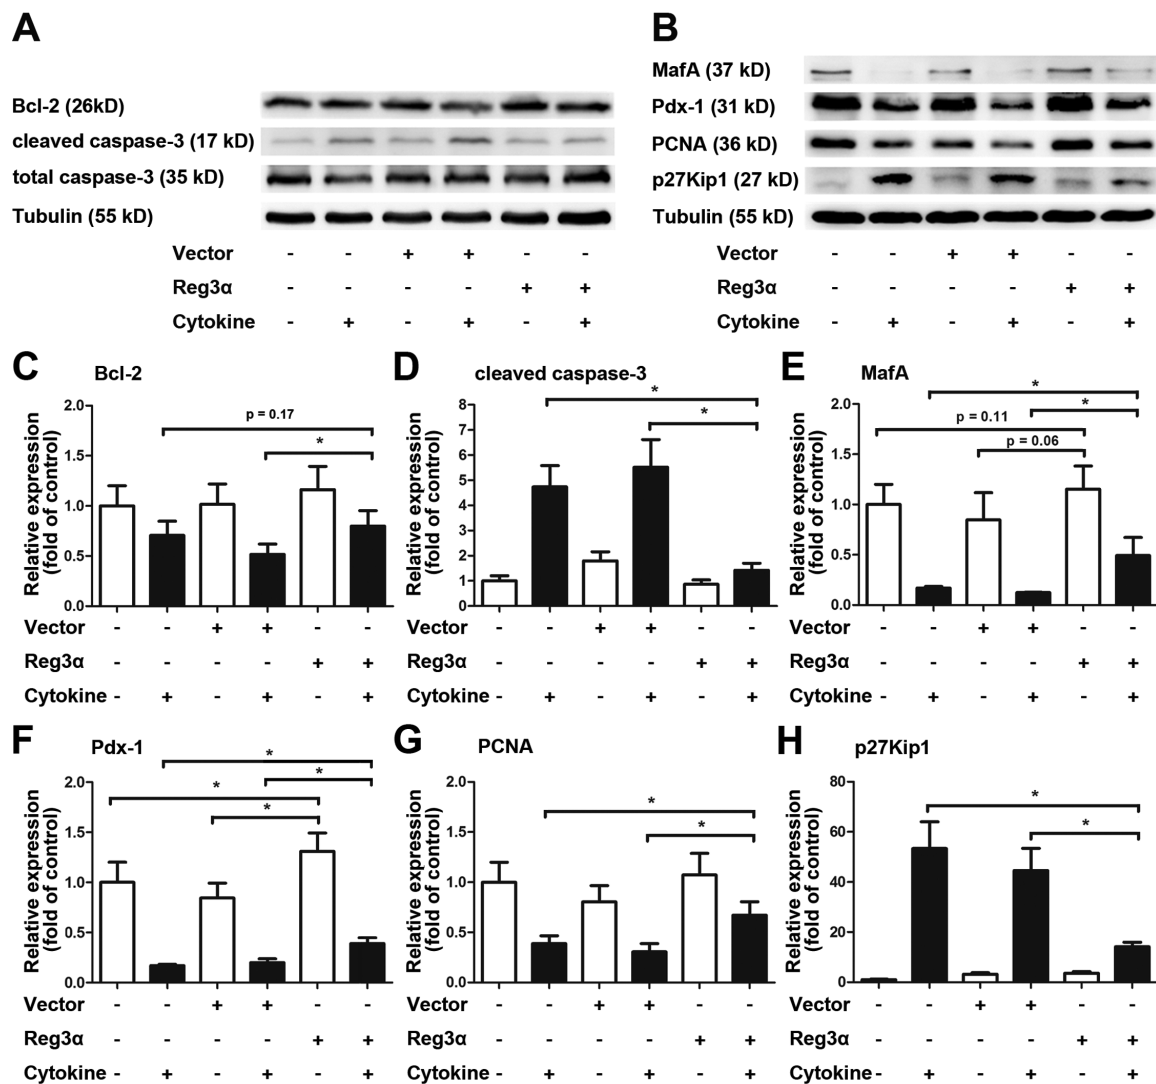 A
B
Bcl-2 (26kD)
cleaved caspase-3 (17 kD)
total caspase-3 (35 kD)
Tubulin (55 kD)
Vector - - + + - -
Reg3α - - - - + +
Cytokine - + - + - +
MafA (37 kD)
Pdx-1 (31 kD)
PCNA (36 kD)
p27Kip1 (27 kD)
Tubulin (55 kD)
Vector - - + + - -
Reg3α - - - - + +
Cytokine - + - + - +
C
Bcl-2
Relative expression
(fold of control)
2.0
1.5
1.0
0.5
0.0
p = 0.17
*
Vector - - + + - -
Reg3α - - - - + +
Cytokine - + - + - +
D
cleaved caspase-3
Relative expression
(fold of control)
8
7
6
5
4
3
2
1
0
*
*
- - + + - -
- - - - + +
- + - + - +
E
MafA
Relative expression
(fold of control)
2.0
1.5
1.0
0.5
0.0
*
*
p = 0.11
p = 0.06
Vector - - + + - -
Reg3α - - - - + +
Cytokine - + - + - +
F
Pdx-1
Relative expression
(fold of control)
2.0
1.5
1.0
0.5
0.0
*
*
*
*
Vector - - + + - -
Reg3α - - - - + +
Cytokine - + - + - +
G
PCNA
Relative expression
(fold of control)
2.0
1.5
1.0
0.5
0.0
*
*
- - + + - -
- - - - + +
- + - + - +
H
p27Kip1
Relative expression
(fold of control)
80
60
40
20
0
*
*
Vector - - + + - -
Reg3α - - - - + +
Cytokine - + - + - +